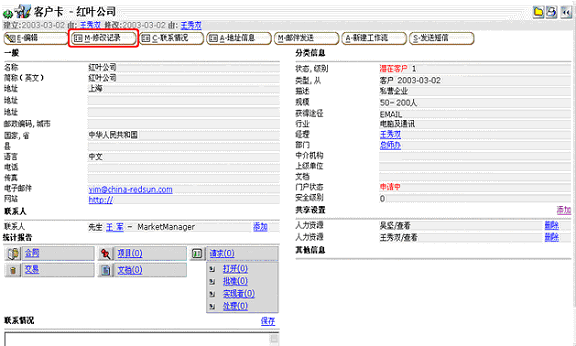 客户卡 - 红叶公司
建立:2003-03-02 由: 王秀双 修改:2003-03-02 由: 王秀双
E-编辑 M-修改记录 C-联系情况 A-地址信息 M-邮件发送 A-新建工作流 S-发送短信
一般
名称 红叶公司
简称(英文) 红叶公司
地址 上海
地址
地址
邮政编码, 城市
国家, 省 中华人民共和国
县
语言 中文
电话
传真
电子邮件 yim@china-redsun.com
网站 http://
联系人
联系人 先生 王 军 - MarketManager 添加
统计报告
合同 项目(0) 请求(0)
交易 文档(0) 打开(0)
批准(0)
实现者(0)
处理(0)
联系情况 保存
分类信息
状态, 级别 潜在客户 1
类型, 从 客户 2003-03-02
描述 私营企业
规模 50-200人
获得途径 EMAIL
行业 电脑及通讯
经理 王秀双
部门 总师办
中介机构
上级单位
文档
门户状态 申请中
安全级别 0
共享设置 添加
人力资源 吴坚/查看 删除
人力资源 王秀双/查看 删除
其他信息